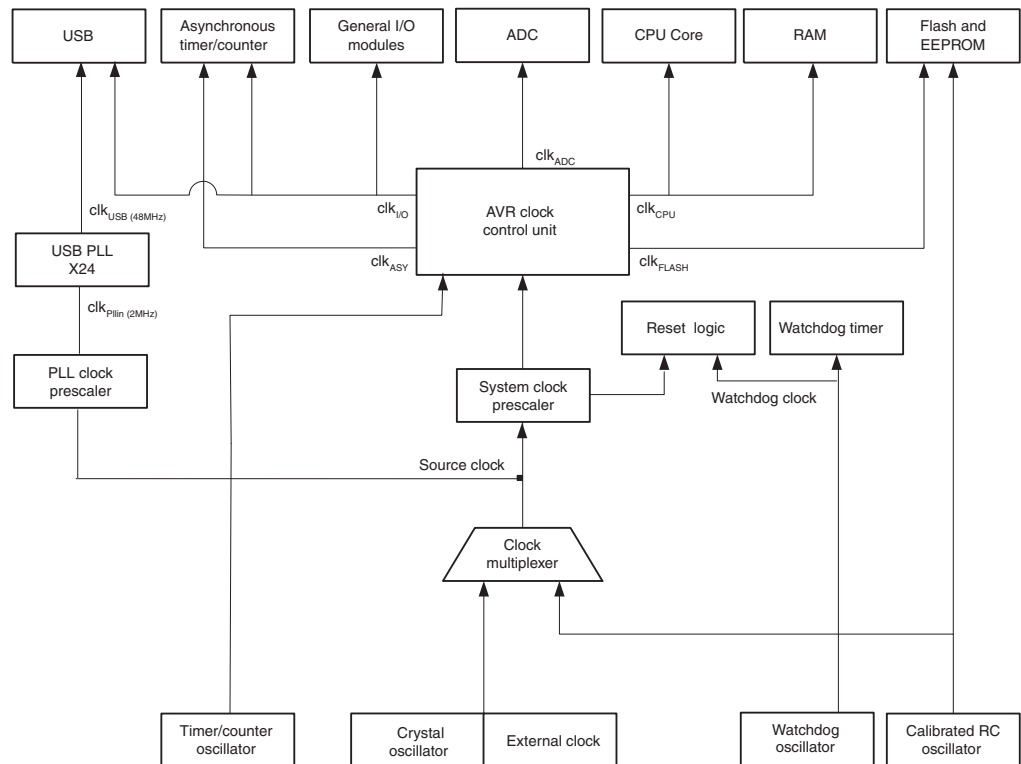 USB
Asynchronous
timer/counter
General I/O
modules
ADC
CPU Core
RAM
Flash and
EEPROM
clkADC
clkUSB (48MHz)
clkI/O
AVR clock
control unit
clkCPU
USB PLL
X24
clkASY
clkFLASH
clkPllin (2MHz)
Reset logic
Watchdog timer
PLL clock
prescaler
System clock
prescaler
Watchdog clock
Source clock
Clock
multiplexer
Timer/counter
oscillator
Crystal
oscillator
External clock
Watchdog
oscillator
Calibrated RC
oscillator